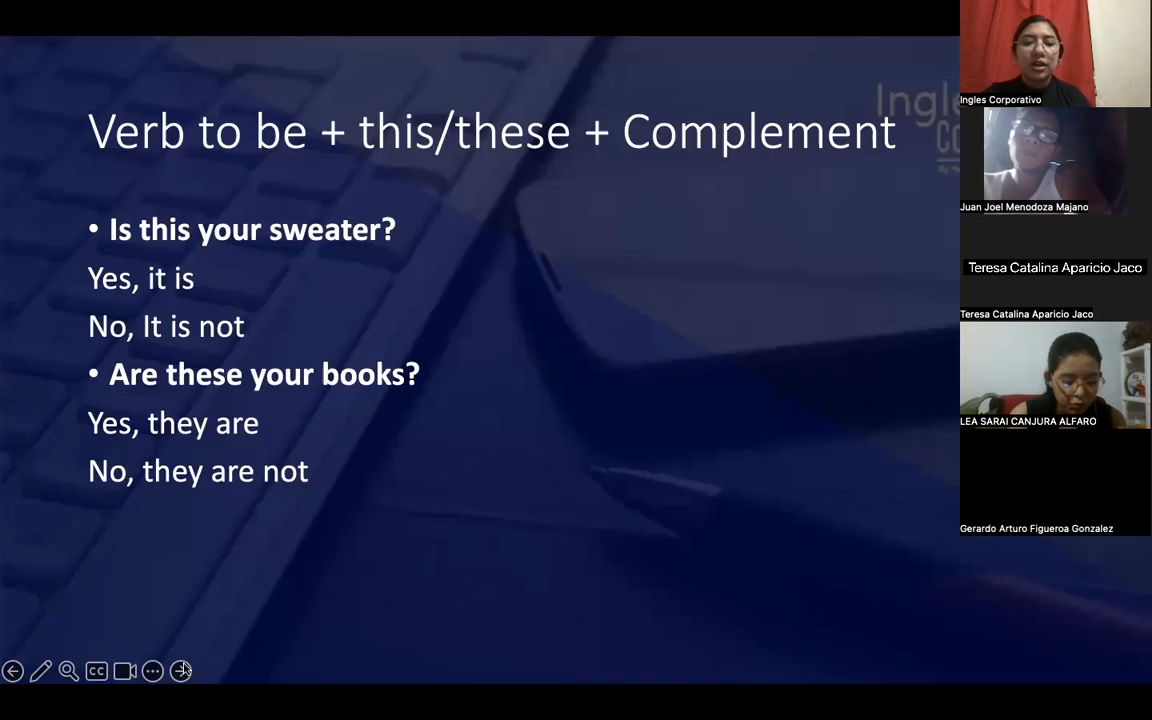 Ingle
Verb to be + this/these + Complement
• Is this your sweater?
Yes, it is
No, It is not
• Are these your books?
Yes, they are
No, they are not
CC
Ingles Corporativo
Juan Joel Menodoza Majano
Teresa Catalina Aparicio Jaco
Teresa Catalina Aparicio Jaco
LEA SARAI CANJURA ALFARO
Gerardo Arturo Figueroa Gonzalez